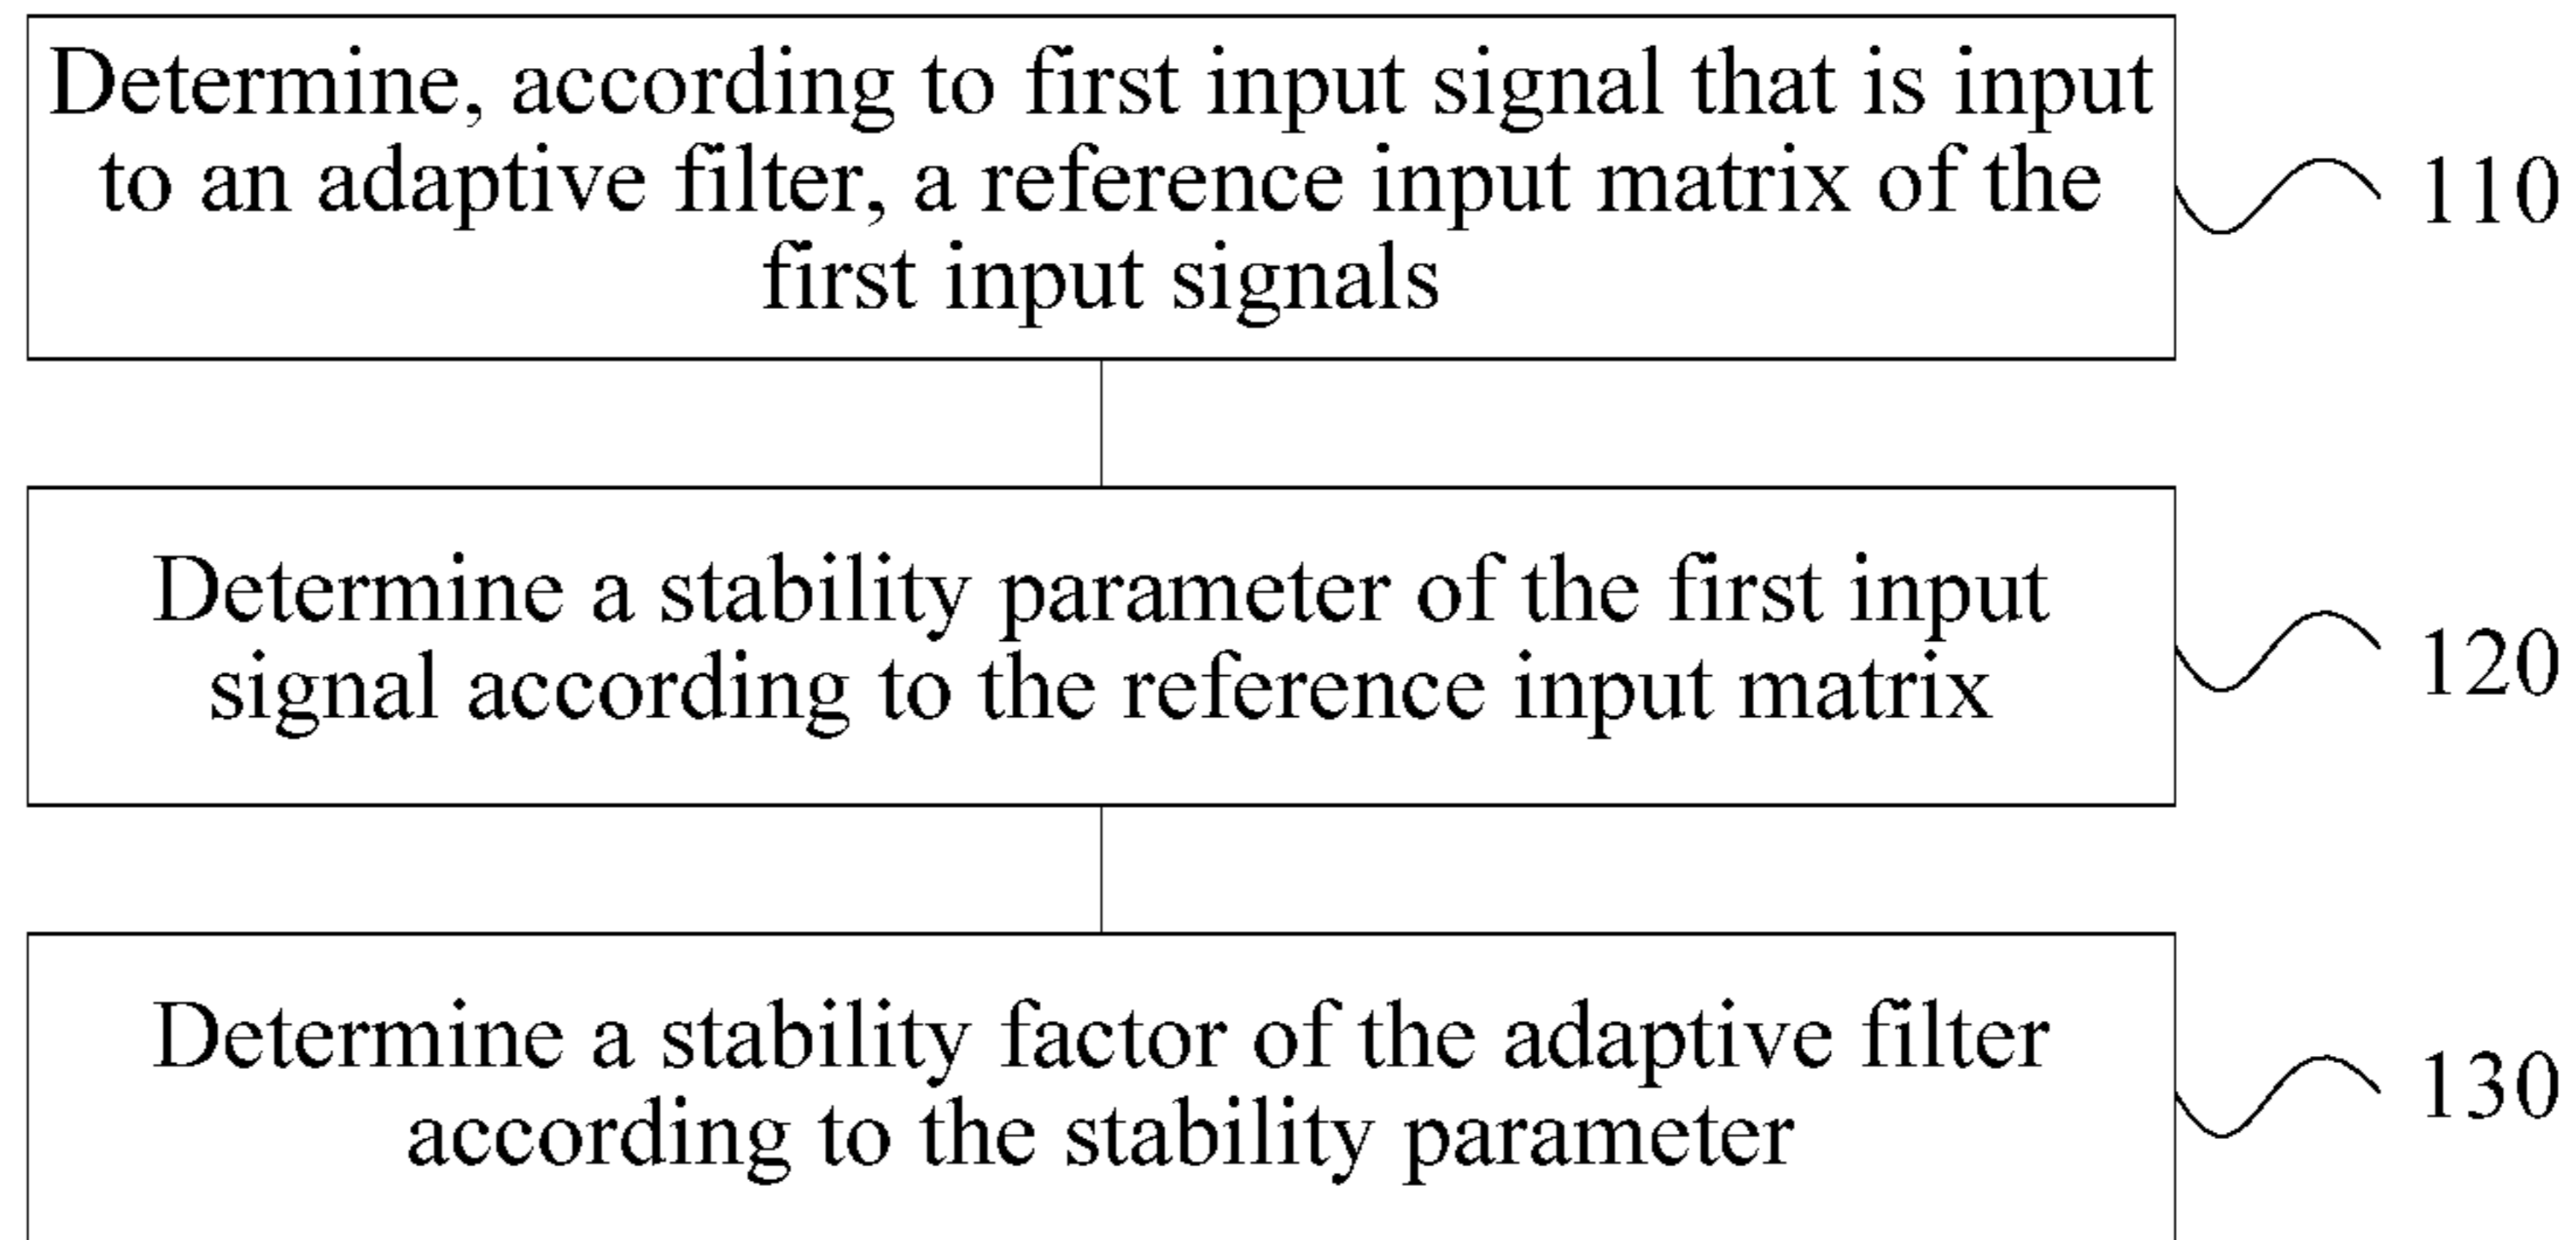 Determine, according to first input signal that is input
to an adaptive filter, a reference input matrix of the
first input signals
110
Determine a stability parameter of the first input
signal according to the reference input matrix
120
Determine a stability factor of the adaptive filter
according to the stability parameter
130